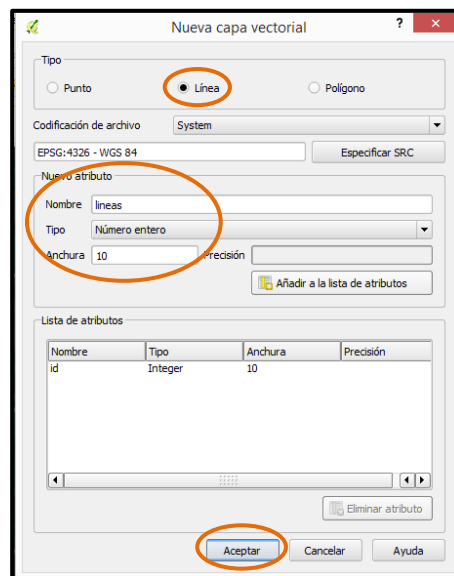 Nueva capa vectorial ?
Tipo
Punto Línea Polígono
Codificación de archivo System
EPSG:4326 - WGS 84 Especificar SRC
Nuevo atributo
Nombre lineas
Tipo Número entero
Anchura 10 Precisión
Añadir a la lista de atributos
Lista de atributos
Nombre Tipo Anchura Precisión
id Integer 10
Eliminar atributo
Aceptar Cancelar Ayuda